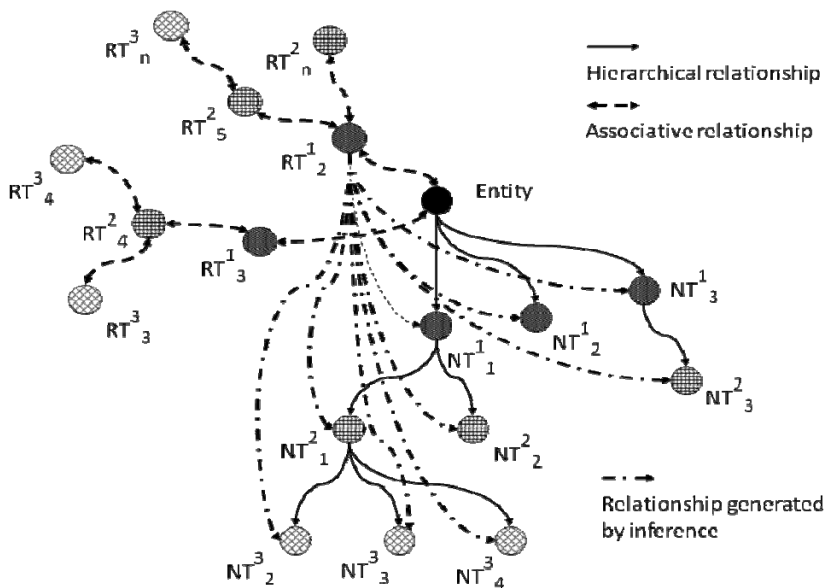 RT³ₙ
RT²ₙ
Hierarchical relationship
RT²₅
Associative relationship
RT¹₂
RT³₄
Entity
RT²₄
RT¹₃
NT¹₃
RT³₃
NT¹₂
NT¹₁
NT²₃
NT²₁
NT²₂
Relationship generated
by inference
NT³₂
NT³₃
NT³₄